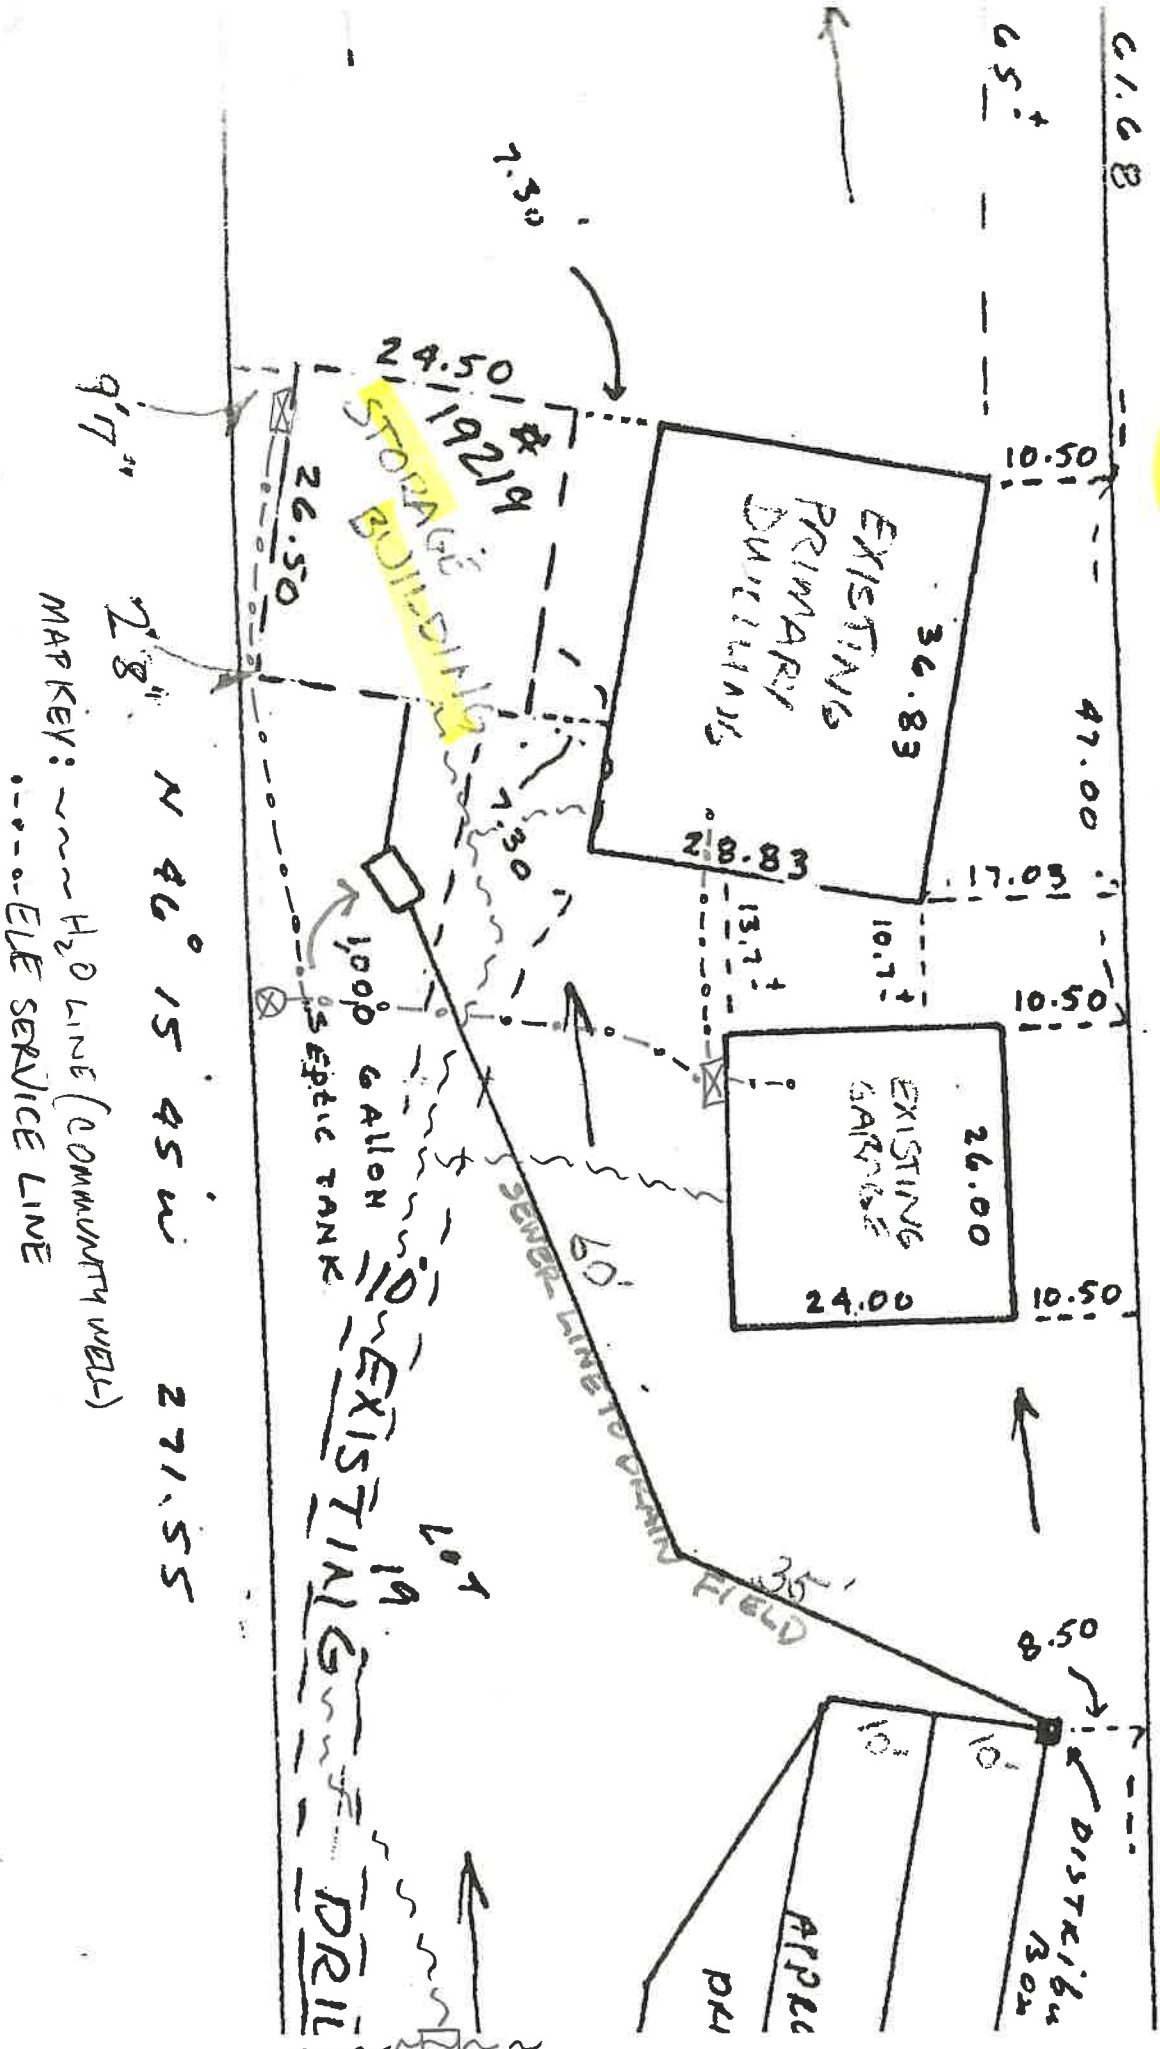 61.68
65'±
7.30'
24.50
#
19219
STORAGE
BUILDING
26.50
9'7"
2'8"
10.50
EXISTING
PRIMARY
DWELLING
36.83
47.00
28.83
17.03
7.30
13.7±
10.7±
10.50
EXISTING
GARAGE
26.00
24.00
10.50
1,000 GALLON
SEPTIC TANK
SEWER LINE TO DRAIN FIELD
60'
35'
10'
EXISTING
LOT
19
8.50
DISTRIBU
BOX
10'
10'
N 46° 15 45 W 271.55
MAP KEY: ~~~~ H₂O LINE (COMMUNITY WELL)
.--.--. ELE SERVICE LINE